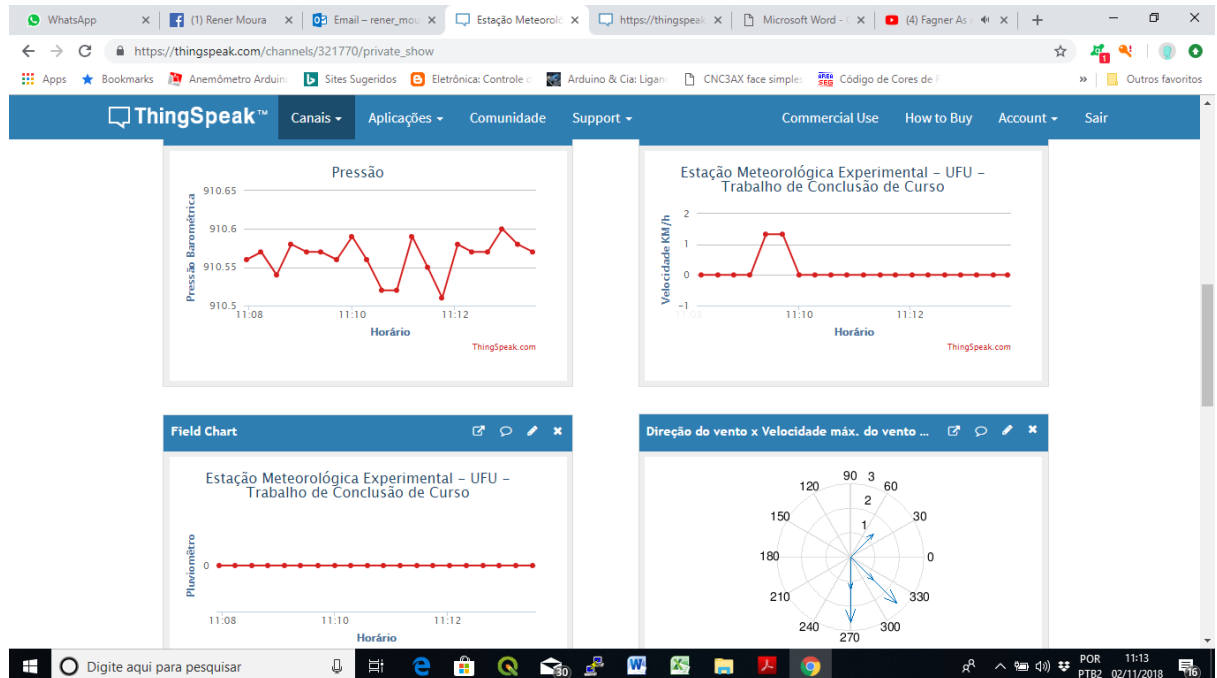 WhatsApp
(1) Rener Moura
Email – rener_mou
Estação Meteoroló
https://thingspeak
Microsoft Word -
(4) Fagner As
https://thingspeak.com/channels/321770/private_show
1
Apps
Bookmarks
Anemômetro Arduin
Sites Sugeridos
Eletrônica: Controle d
Arduino & Cia: Ligan
CNC3AX face simples
Código de Cores de
»
Outros favoritos
ThingSpeak™
Canais
Aplicações
Comunidade
Support
Commercial Use
How to Buy
Account
Sair
Pressão
Pressão Barométrica
910.65
910.6
910.55
910.5
11:08
11:10
11:12
Horário
ThingSpeak.com
Estação Meteorológica Experimental – UFU –
Trabalho de Conclusão de Curso
Velocidade KM/h
2
1
0
-1
11:10
11:12
Horário
ThingSpeak.com
Field Chart
Estação Meteorológica Experimental – UFU –
Trabalho de Conclusão de Curso
Pluviomêtro
0
11:08
11:10
11:12
Horário
Direção do vento x Velocidade máx. do vento ...
90
3
120
60
2
150
1
30
180
0
210
330
240
300
270
Digite aqui para pesquisar
30
POR
PTB2
11:13
02/11/2018
16